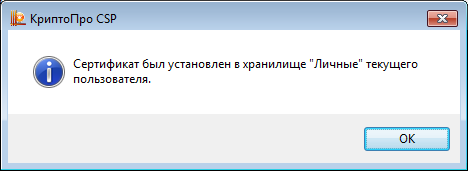 КриптоПро CSP
Сертификат был установлен в хранилище "Личные" текущего
пользователя.
OK